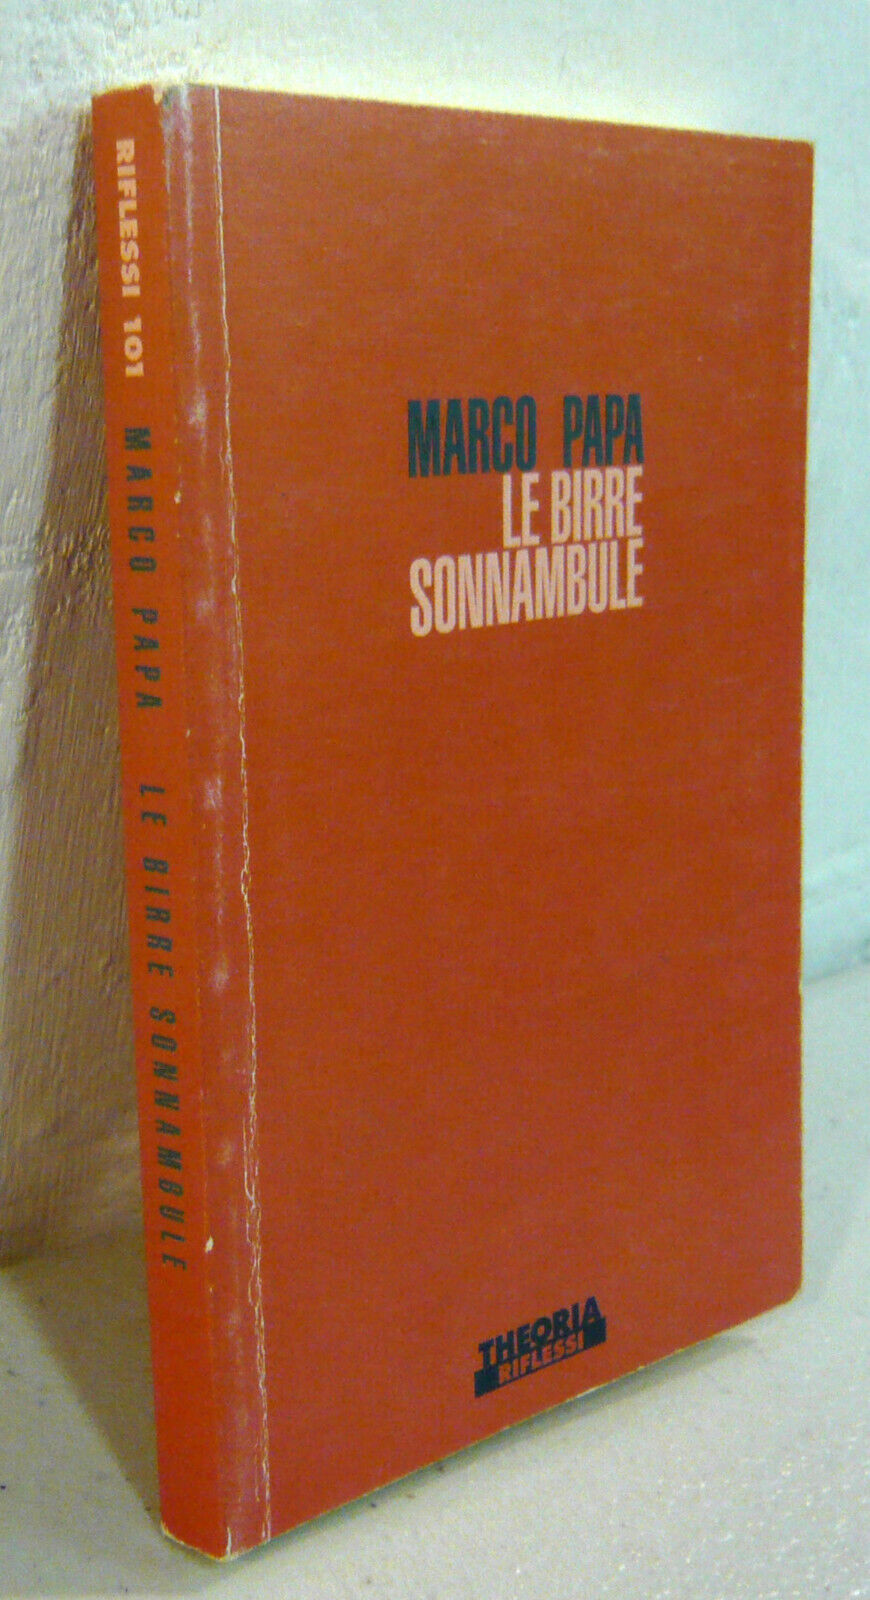 RIFLESSI 101 MARCO PAPA LE BIRRE SONNAMBULE
MARCO PAPA
LE BIRRE
SONNAMBULE
THEORIA
RIFLESSI